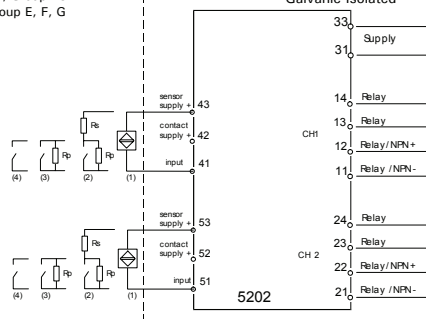 Galvanic Isolated
oup E, F, G
33
Supply
31
sensor
supply + 43
14 Relay
Rs
13 Relay
contact
supply + 42
CH1
12 Relay/NPN+
Rp Rp
input 41
11 Relay /NPN-
(4) (3) (2) (1)
sensor
supply + 53
24 Relay
Rs
23 Relay
contact
supply + 52
CH 2
22 Relay/NPN+
Rp Rp
input 51
21 Relay /NPN-
5202
(4) (3) (2) (1)